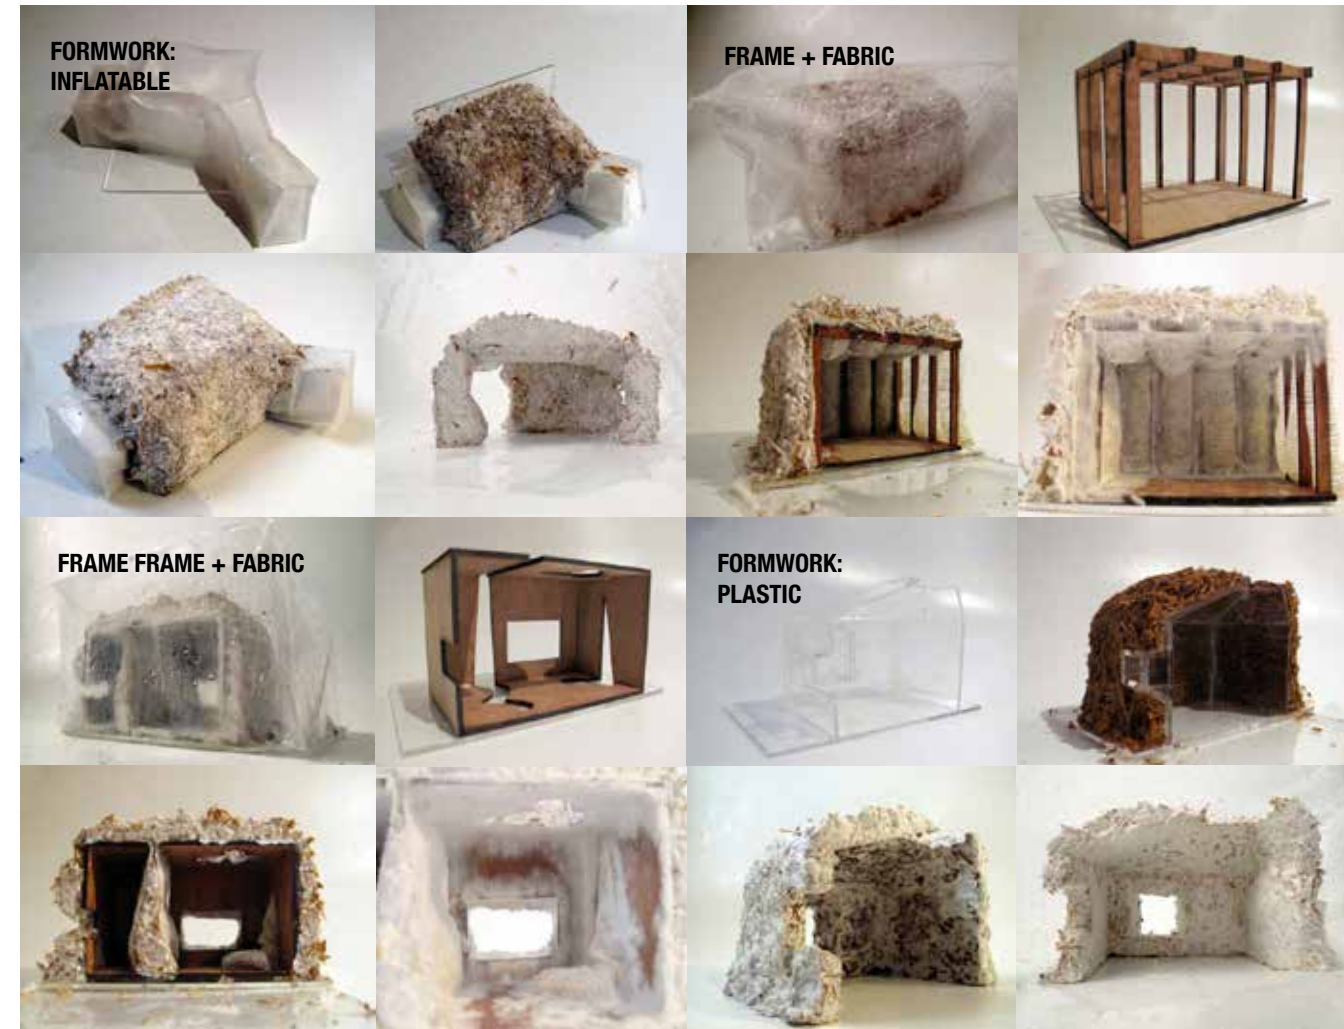 FORMWORK:
INFLATABLE
FRAME + FABRIC
FRAME FRAME + FABRIC
FORMWORK:
PLASTIC